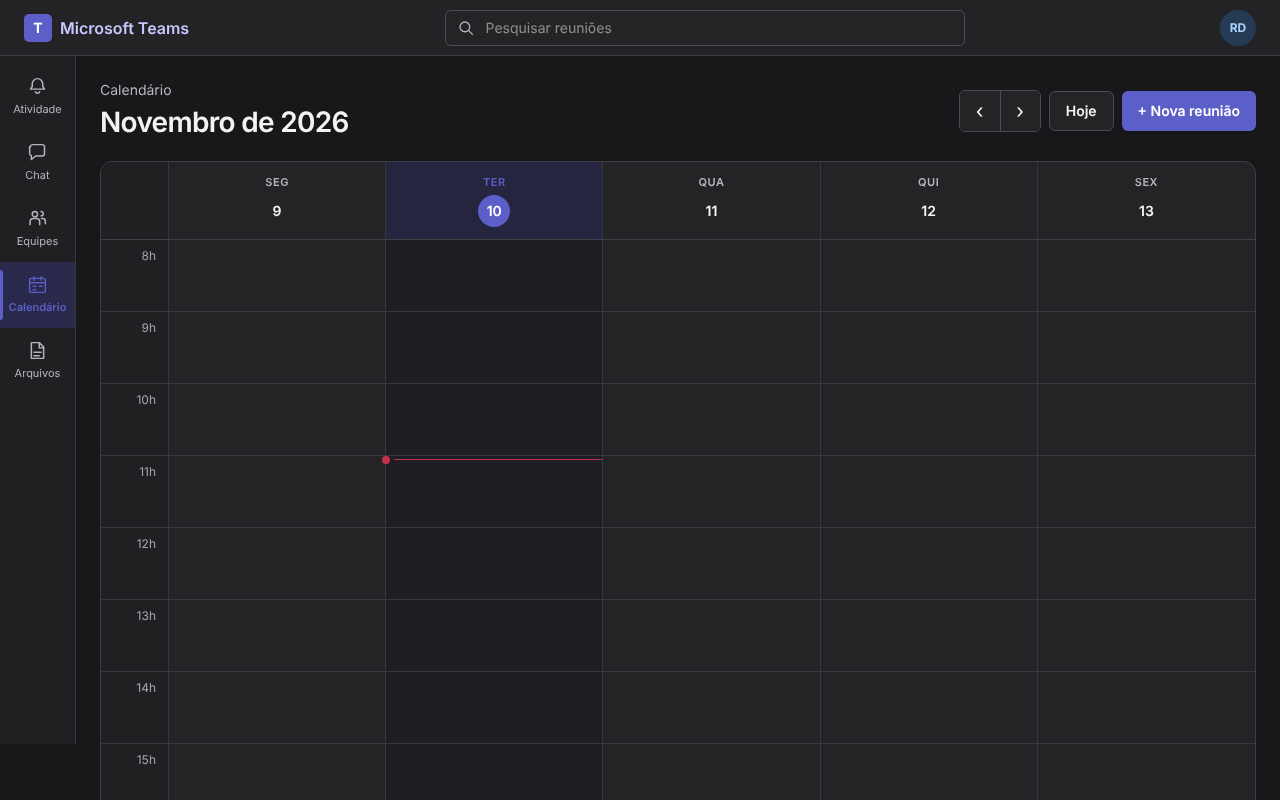 T Microsoft Teams
Pesquisar reuniões
RD
Atividade
Chat
Equipes
Calendário
Arquivos
Calendário
Novembro de 2026
Hoje
+ Nova reunião
SEG
9
TER
10
QUA
11
QUI
12
SEX
13
8h
9h
10h
11h
12h
13h
14h
15h